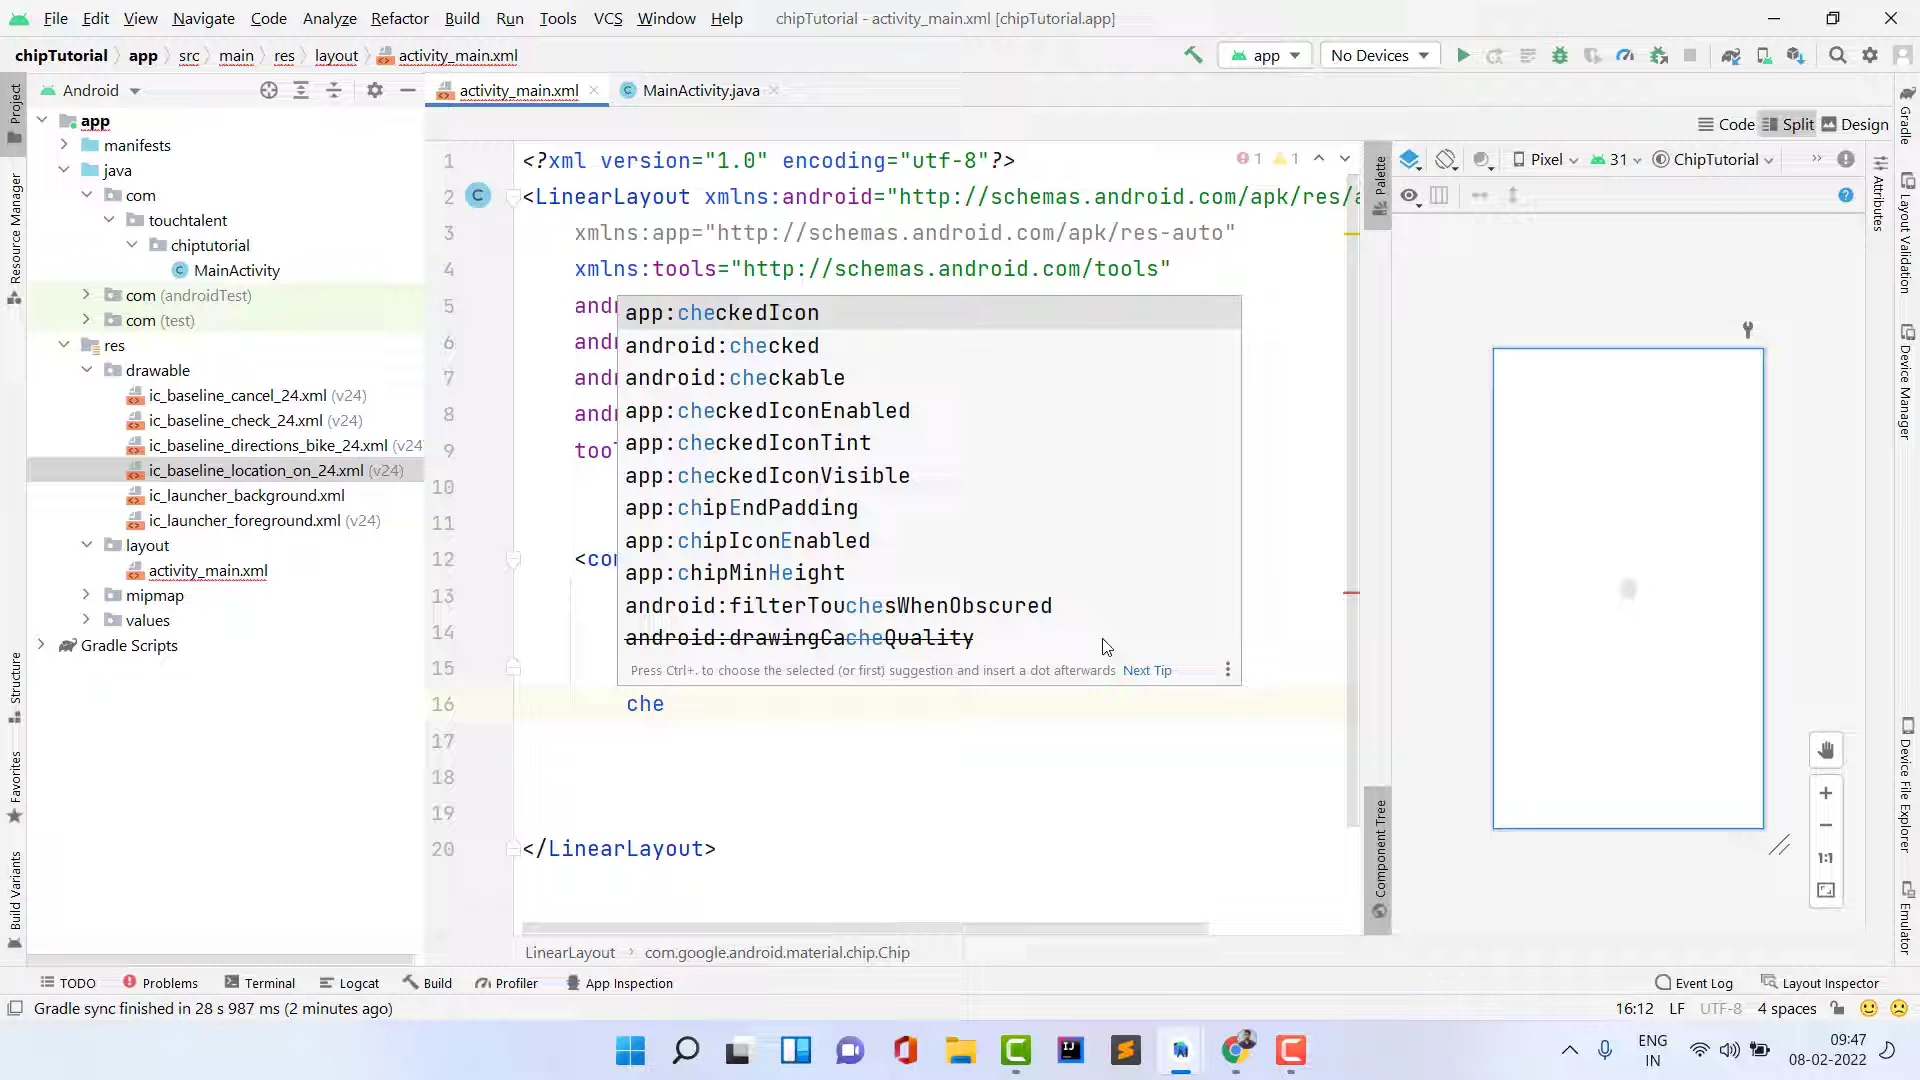 File Edit View Navigate Code Analyze Refactor Build Run Tools VCS Window Help chipTutorial - activity_main.xml [chipTutorial.app]
chipTutorial app src main res layout activity_main.xml app No Devices
Android activity_main.xml MainActivity.java
Code Split Design
Project
Resource Manager
Structure
Favorites
Build Variants
app
manifests
java
com
touchtalent
chiptutorial
MainActivity
com (androidTest)
com (test)
res
drawable
ic_baseline_cancel_24.xml (v24)
ic_baseline_check_24.xml (v24)
ic_baseline_directions_bike_24.xml (v24
ic_baseline_location_on_24.xml (v24)
ic_launcher_background.xml
ic_launcher_foreground.xml (v24)
layout
activity_main.xml
mipmap
values
Gradle Scripts
1 <?xml version="1.0" encoding="utf-8"?>
1 1
2 C <LinearLayout xmlns:android="http://schemas.android.com/apk/res/a
3 xmlns:app="http://schemas.android.com/apk/res-auto"
4 xmlns:tools="http://schemas.android.com/tools"
5 andr
6 andr
7 andr
8 andr
9 tool
10
11
12 <com
13
14
15
16 che
17
18
19
20 </LinearLayout>
app:checkedIcon
android:checked
android:checkable
app:checkedIconEnabled
app:checkedIconTint
app:checkedIconVisible
app:chipEndPadding
app:chipIconEnabled
app:chipMinHeight
android:filterTouchesWhenObscured
android:drawingCacheQuality
Press Ctrl+. to choose the selected (or first) suggestion and insert a dot afterwards Next Tip
Palette
Component Tree
Pixel 31 ChipTutorial
1:1
Attributes
Gradle
Layout Validation
Device Manager
Device File Explorer
Emulator
LinearLayout com.google.android.material.chip.Chip
TODO Problems Terminal Logcat Build Profiler App Inspection Event Log Layout Inspector
Gradle sync finished in 28 s 987 ms (2 minutes ago) 16:12 LF UTF-8 4 spaces
ENG
IN
09:47
08-02-2022